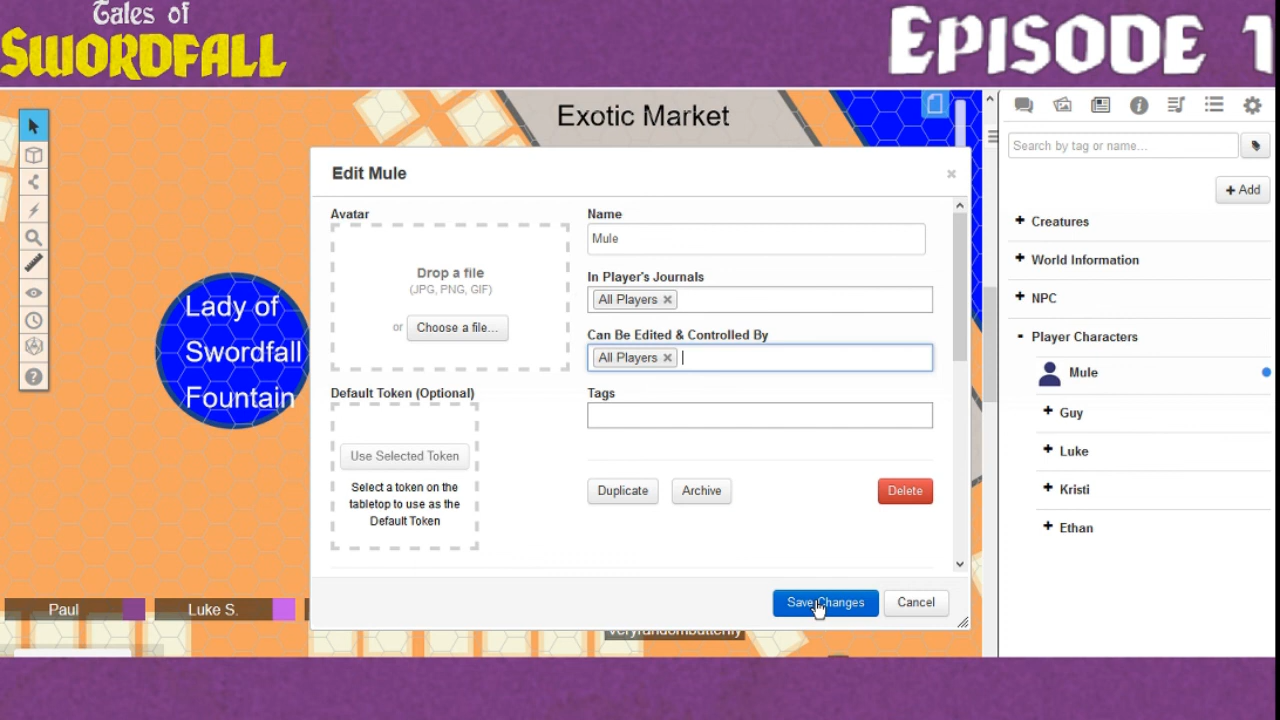 Tales of
SWORDFALL
EPISODE 1
Exotic Market
Search by tag or name...
+ Add
Edit Mule
×
Avatar
Name
Drop a file
(JPG, PNG, GIF)
or Choose a file...
Mule
In Player's Journals
All Players ×
Can Be Edited & Controlled By
All Players ×
Default Token (Optional)
Tags
Use Selected Token
Select a token on the
tabletop to use as the
Default Token
Duplicate
Archive
Delete
Save Changes
Cancel
Lady of
Swordfall
Fountain
Paul
Luke S.
veryrandombutterfly
+ Creatures
+ World Information
+ NPC
- Player Characters
Mule
+ Guy
+ Luke
+ Kristi
+ Ethan